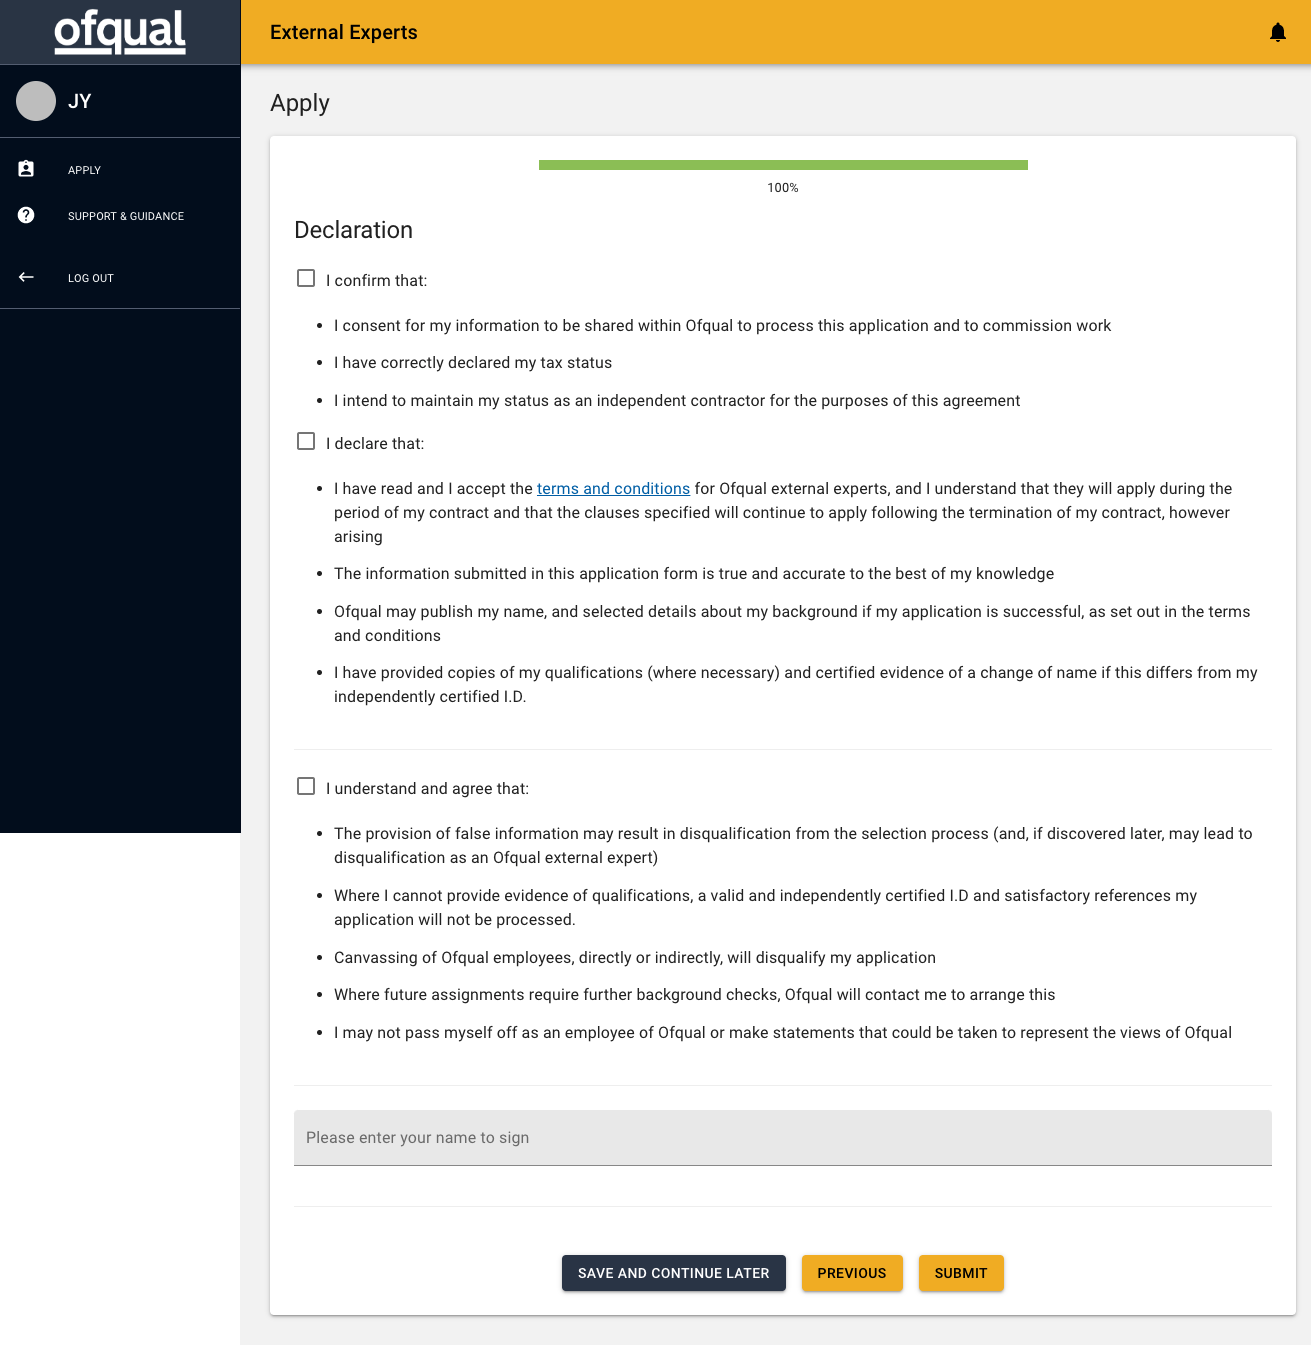 ofqual
External Experts
JY
APPLY
SUPPORT & GUIDANCE
LOG OUT
Apply
100%
Declaration
I confirm that:
• I consent for my information to be shared within Ofqual to process this application and to commission work
• I have correctly declared my tax status
• I intend to maintain my status as an independent contractor for the purposes of this agreement
I declare that:
• I have read and I accept the terms and conditions for Ofqual external experts, and I understand that they will apply during the
period of my contract and that the clauses specified will continue to apply following the termination of my contract, however
arising
• The information submitted in this application form is true and accurate to the best of my knowledge
• Ofqual may publish my name, and selected details about my background if my application is successful, as set out in the terms
and conditions
• I have provided copies of my qualifications (where necessary) and certified evidence of a change of name if this differs from my
independently certified I.D.
I understand and agree that:
• The provision of false information may result in disqualification from the selection process (and, if discovered later, may lead to
disqualification as an Ofqual external expert)
• Where I cannot provide evidence of qualifications, a valid and independently certified I.D and satisfactory references my
application will not be processed.
• Canvassing of Ofqual employees, directly or indirectly, will disqualify my application
• Where future assignments require further background checks, Ofqual will contact me to arrange this
• I may not pass myself off as an employee of Ofqual or make statements that could be taken to represent the views of Ofqual
Please enter your name to sign
SAVE AND CONTINUE LATER
PREVIOUS
SUBMIT